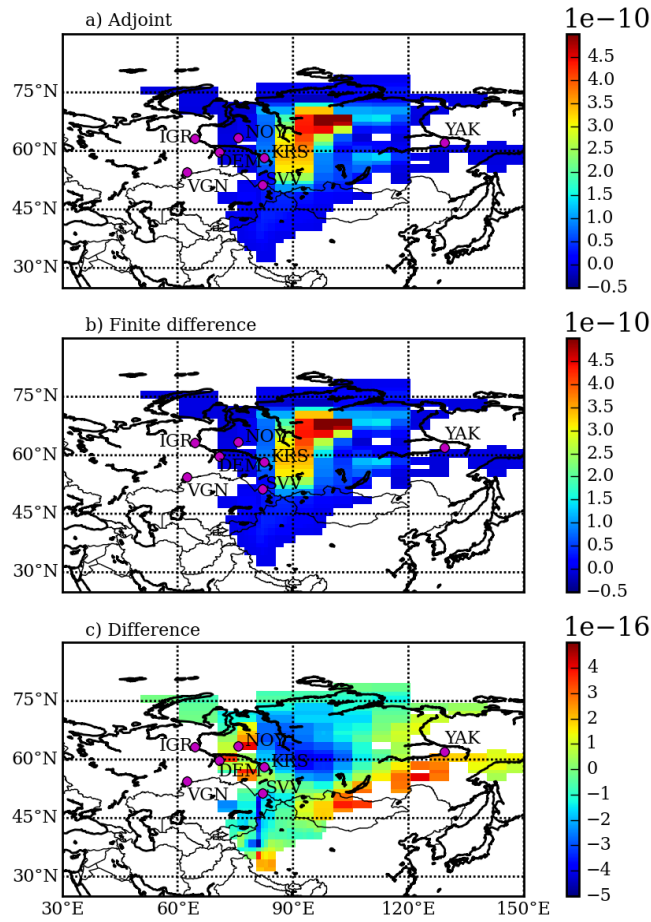 a) Adjoint
1e−10
75°N
60°N
45°N
30°N
IGR
NOY
DEM
KRS
VGN
SVV
YAK
4.5
4.0
3.5
3.0
2.5
2.0
1.5
1.0
0.5
0.0
−0.5
b) Finite difference
1e−10
75°N
60°N
45°N
30°N
IGR
NOY
DEM
KRS
VGN
SVV
YAK
4.5
4.0
3.5
3.0
2.5
2.0
1.5
1.0
0.5
0.0
−0.5
c) Difference
1e−16
75°N
60°N
45°N
30°N
IGR
NOY
DEM
KRS
VGN
SVV
YAK
4
3
2
1
0
−1
−2
−3
−4
−5
30°E 60°E 90°E 120°E 150°E